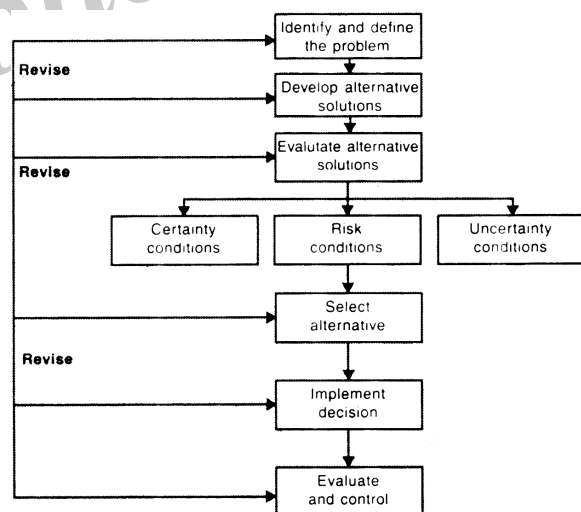 Identify and define
the problem
Revise
Develop alternative
solutions
Evalutate alternative
solutions
Revise
Certainty
conditions
Risk
conditions
Uncertainty
conditions
Select
alternative
Revise
Implement
decision
Evaluate
and control